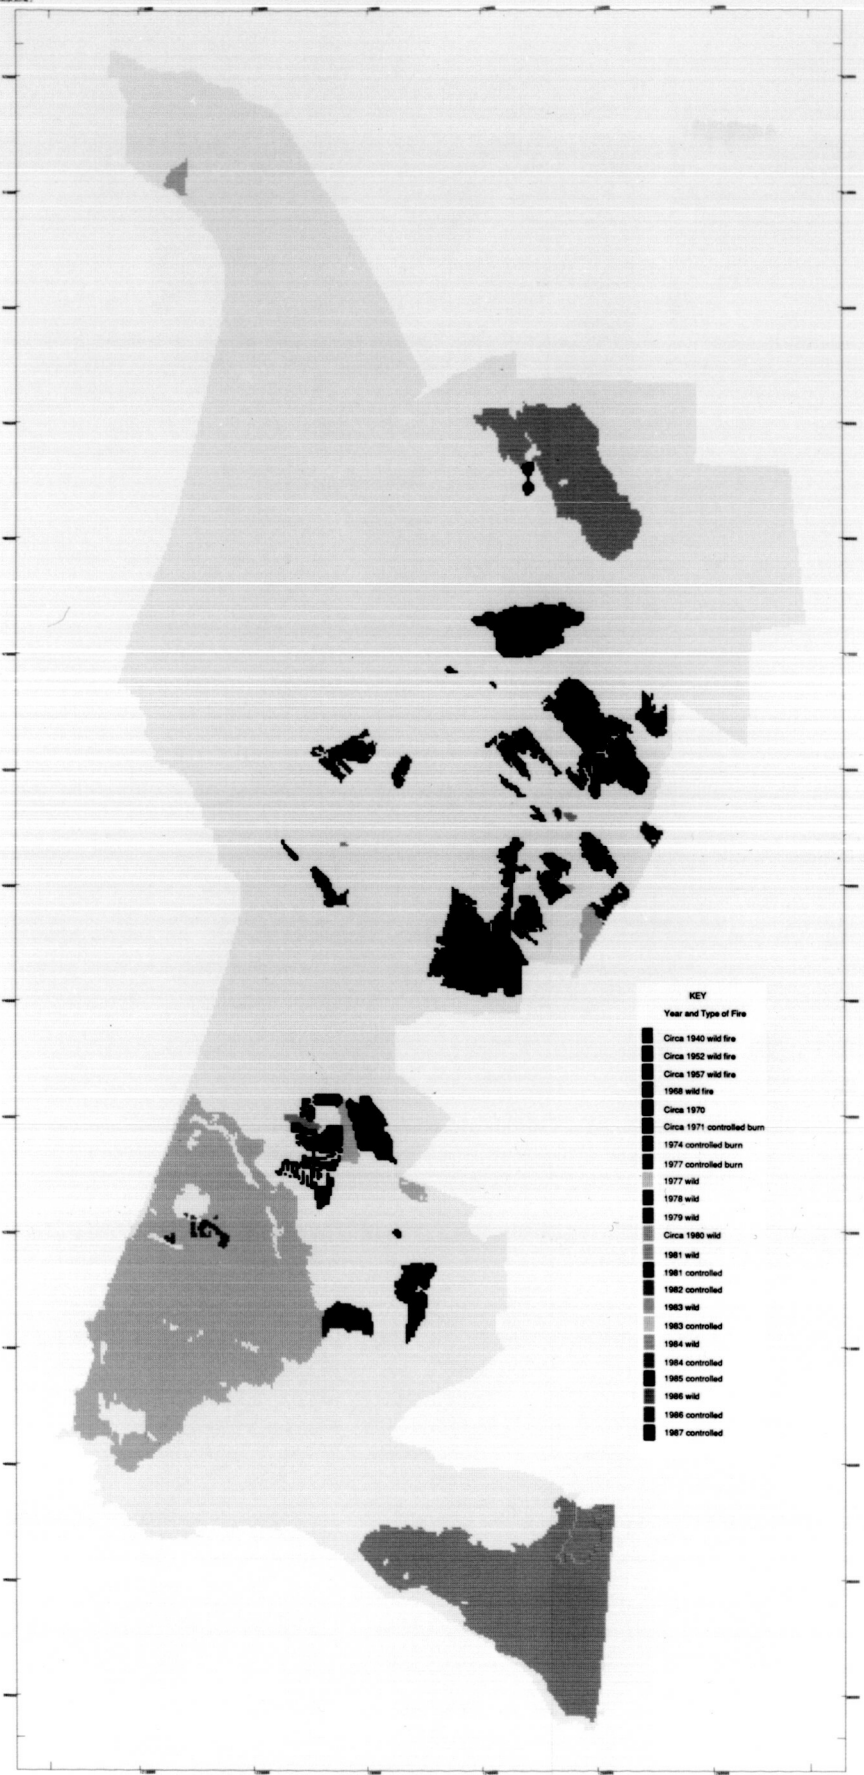 KEY
Year and Type of Fire
Circa 1940 wild fire
Circa 1952 wild fire
Circa 1957 wild fire
1968 wild fire
Circa 1970
Circa 1971 controlled burn
1974 controlled burn
1977 controlled burn
1977 wild
1978 wild
1979 wild
Circa 1980 wild
1981 wild
1981 controlled
1982 controlled
1983 wild
1983 controlled
1984 wild
1984 controlled
1985 controlled
1986 wild
1986 controlled
1987 controlled